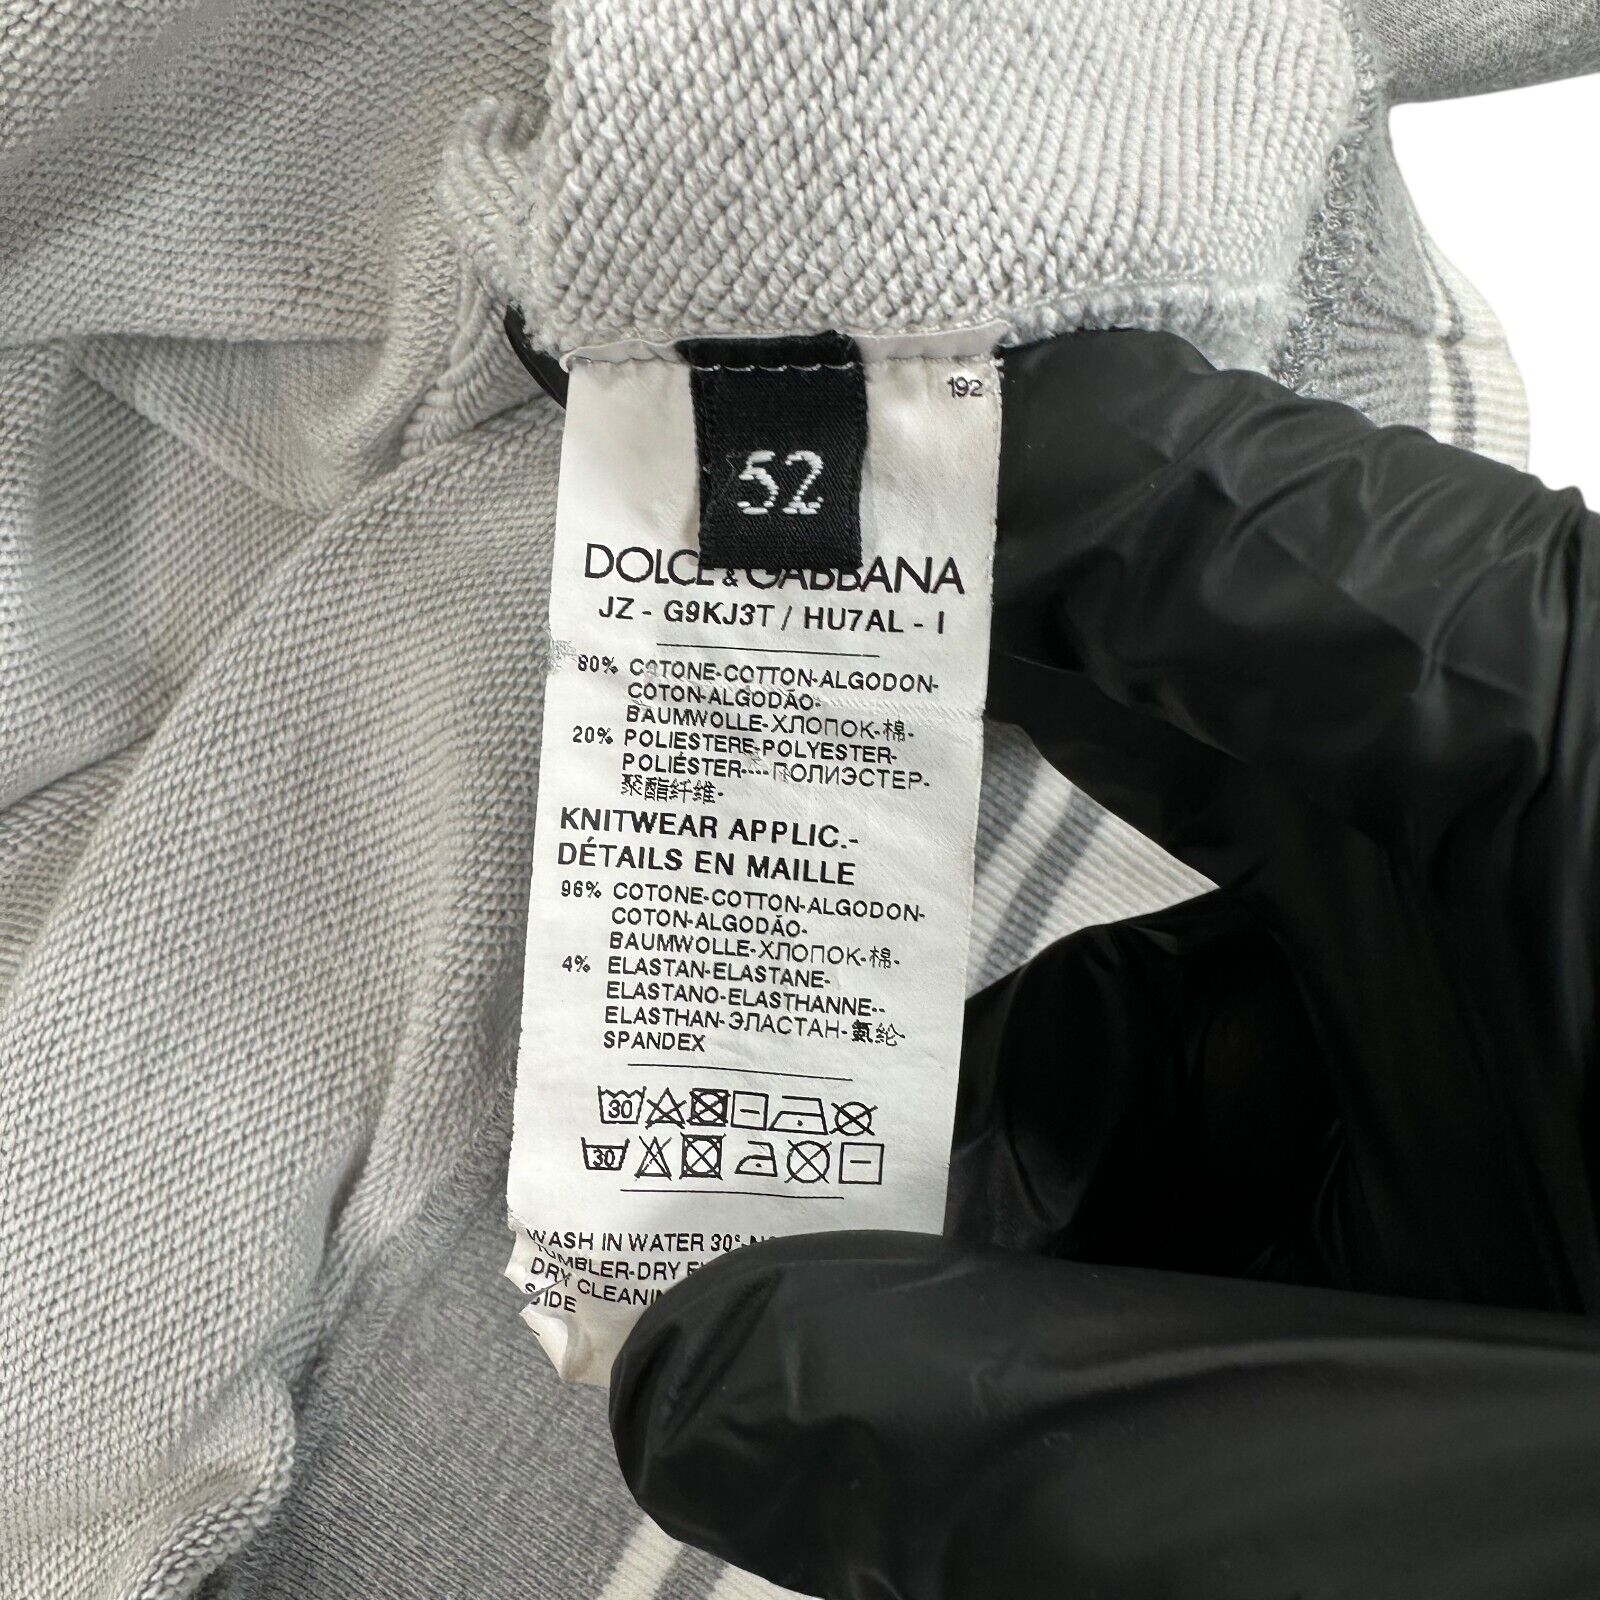 192
52
DOLCE & GABBANA
JZ - G9KJ3T / HU7AL - I
80% COTONE-COTTON-ALGODON-
COTON-ALGODÃO-
BAUMWOLLE-ХЛОПОК-棉-
20% POLIESTERE-POLYESTER-
POLIÉSTER----ПОЛИЭСТЕР-
聚酯纤维-
KNITWEAR APPLIC.-
DÉTAILS EN MAILLE
96% COTONE-COTTON-ALGODON-
COTON-ALGODÃO-
BAUMWOLLE-ХЛОПОК-棉-
4% ELASTAN-ELASTANE-
ELASTANO-ELASTHANNE--
ELASTHAN-ЭЛАСТАН-氨纶-
SPANDEX
30
30
WASH IN WATER 30°-
TUMBLER-DRY
DRY
SIDE